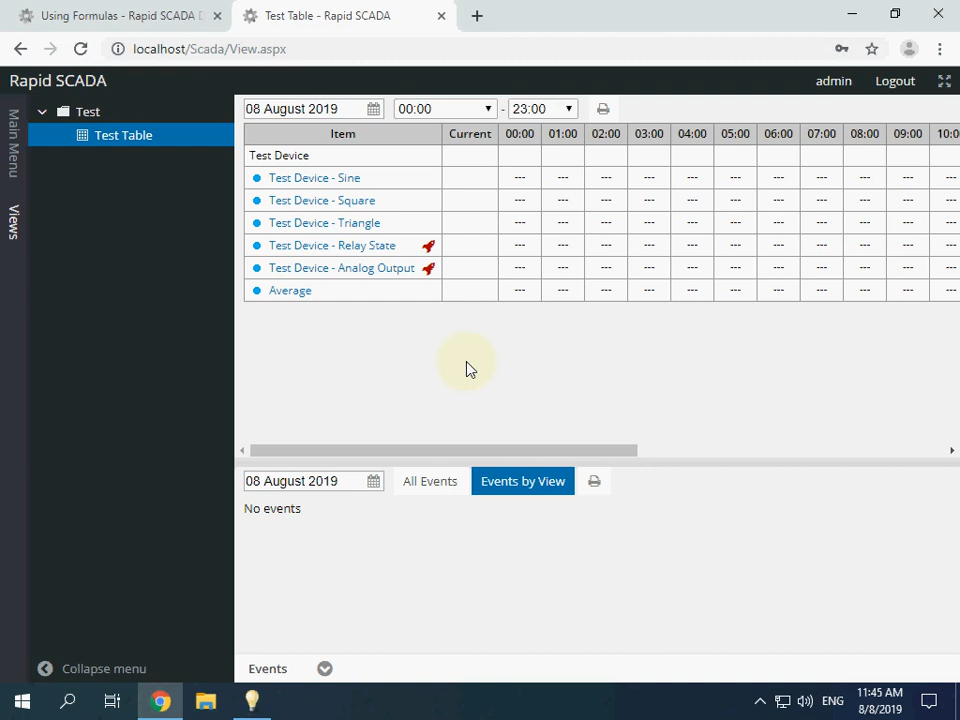 Using Formulas - Rapid SCADA D
Test Table - Rapid SCADA
localhost/Scada/View.aspx
Rapid SCADA
admin
Logout
Main Menu
Views
Test
Test Table
08 August 2019
00:00
-
23:00
Item Current 00:00 01:00 02:00 03:00 04:00 05:00 06:00 07:00 08:00 09:00 10:0
Test Device
Test Device - Sine --- --- --- --- --- --- --- --- --- --- ---
Test Device - Square --- --- --- --- --- --- --- --- --- --- ---
Test Device - Triangle --- --- --- --- --- --- --- --- --- --- ---
Test Device - Relay State --- --- --- --- --- --- --- --- --- --- ---
Test Device - Analog Output --- --- --- --- --- --- --- --- --- --- ---
Average --- --- --- --- --- --- --- --- --- --- ---
08 August 2019
All Events
Events by View
No events
Collapse menu
Events
ENG
11:45 AM
8/8/2019